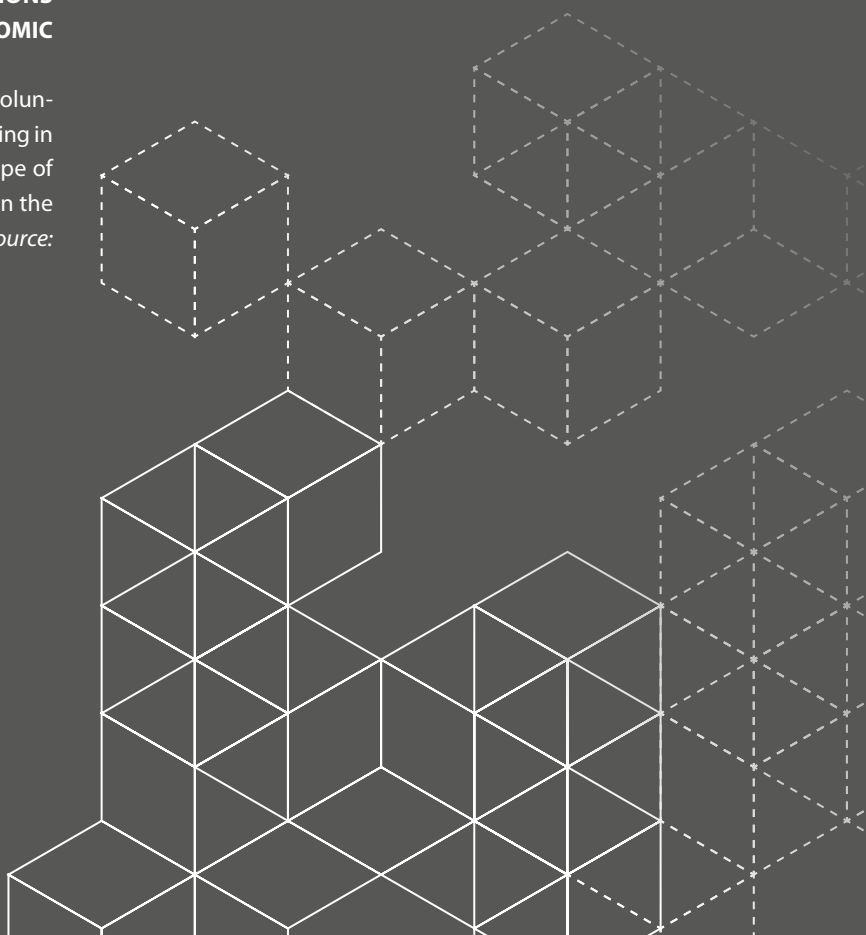 OMIC
olun-
ing in
pe of
n the
ource: